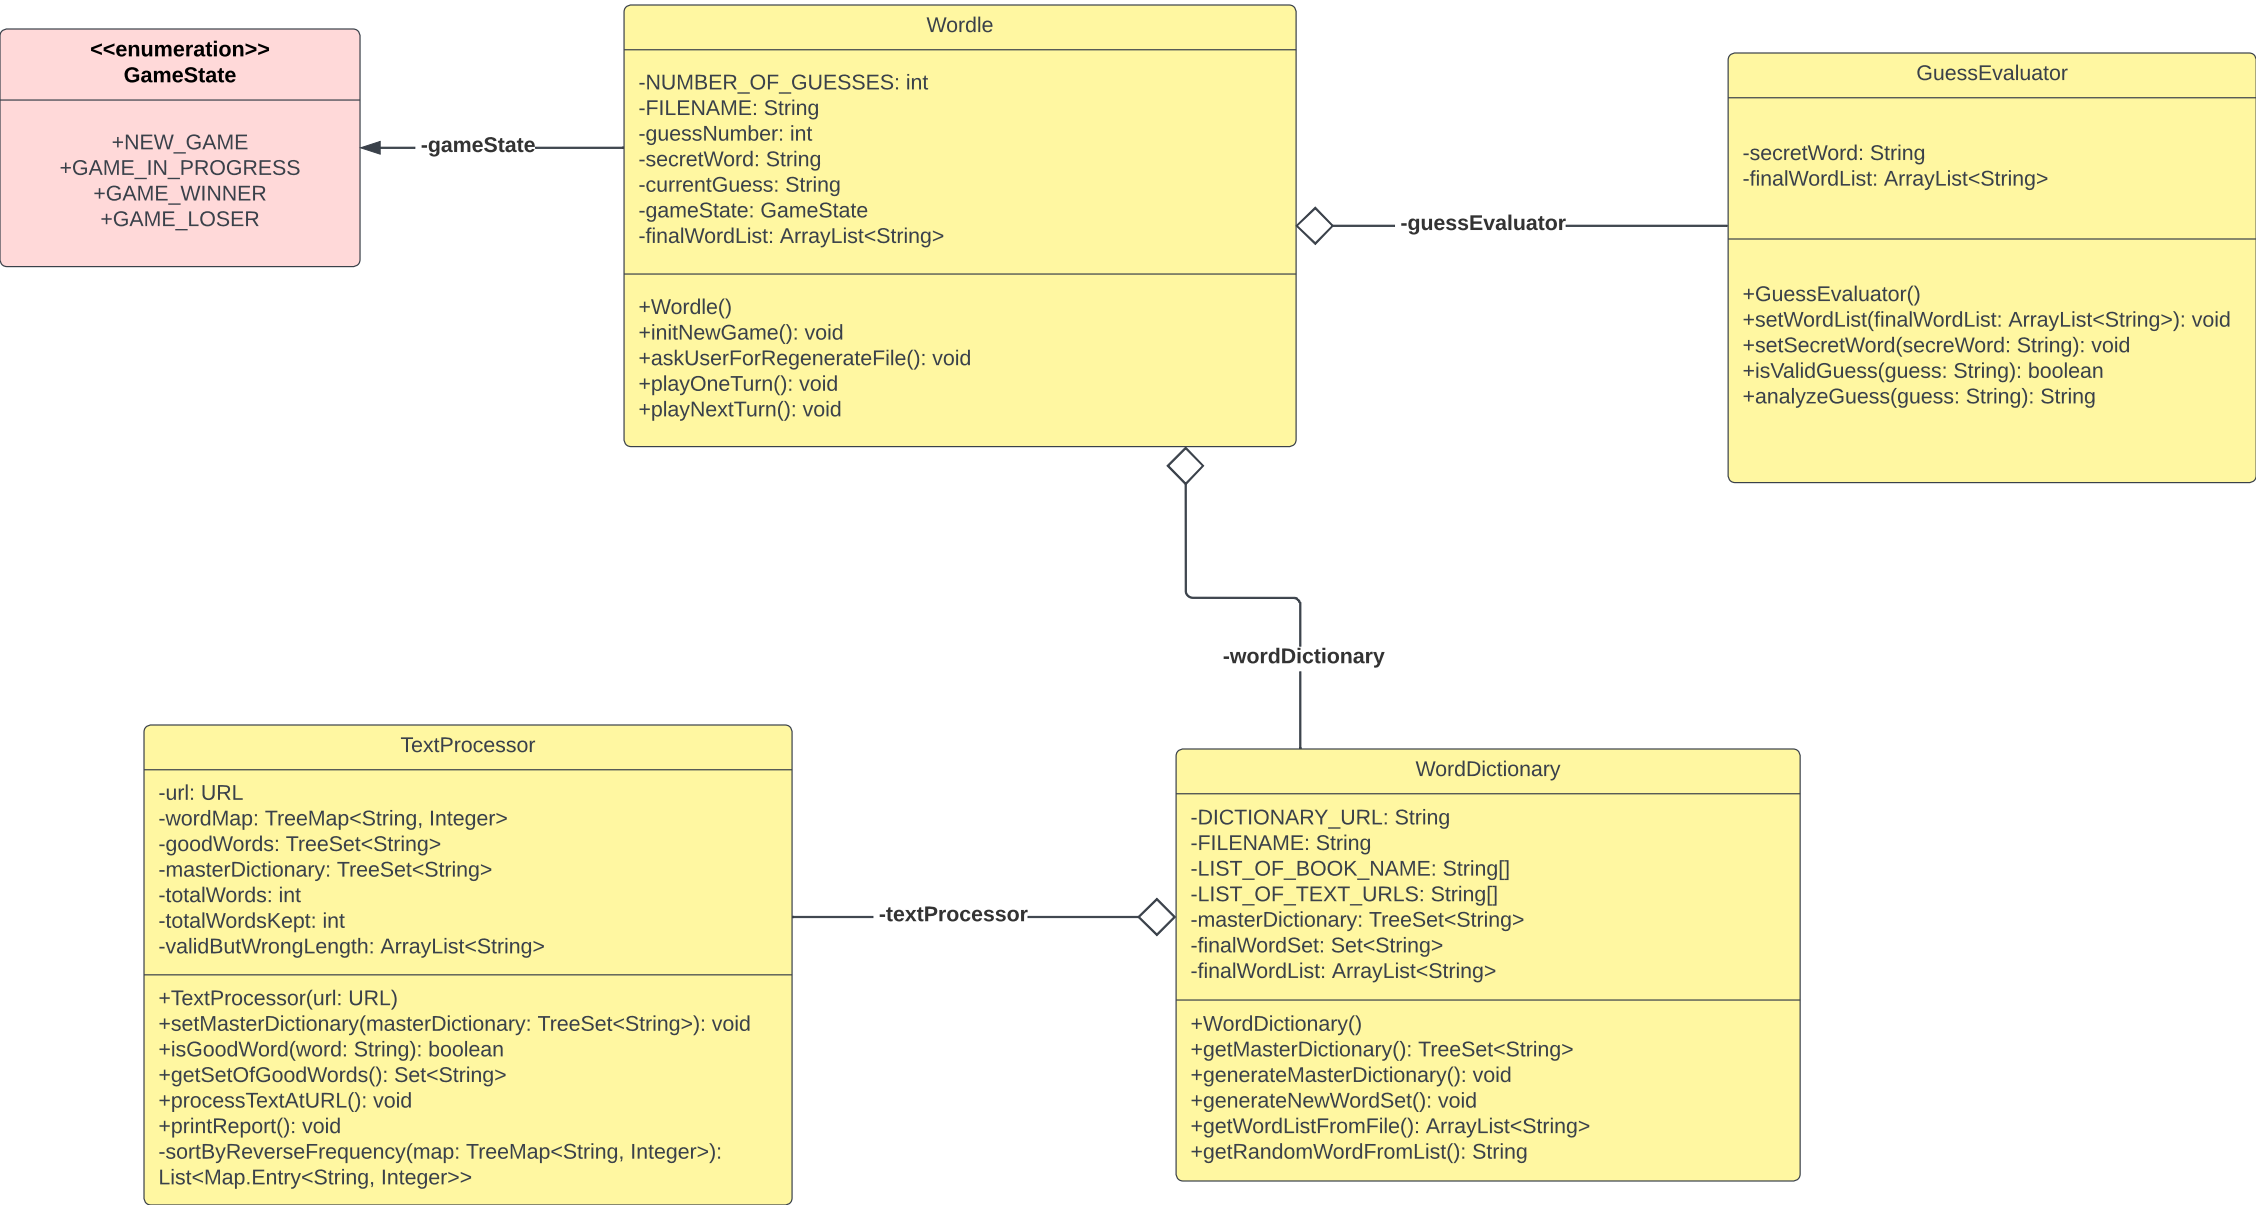 <<enumeration>>
GameState
+NEW_GAME
+GAME_IN_PROGRESS
+GAME_WINNER
+GAME_LOSER
-gameState
Wordle
-NUMBER_OF_GUESSES: int
-FILENAME: String
-guessNumber: int
-secretWord: String
-currentGuess: String
-gameState: GameState
-finalWordList: ArrayList<String>
+Wordle()
+initNewGame(): void
+askUserForRegenerateFile(): void
+playOneTurn(): void
+playNextTurn(): void
-guessEvaluator
GuessEvaluator
-secretWord: String
-finalWordList: ArrayList<String>
+GuessEvaluator()
+setWordList(finalWordList: ArrayList<String>): void
+setSecretWord(secreWord: String): void
+isValidGuess(guess: String): boolean
+analyzeGuess(guess: String): String
-wordDictionary
TextProcessor
-url: URL
-wordMap: TreeMap<String, Integer>
-goodWords: TreeSet<String>
-masterDictionary: TreeSet<String>
-totalWords: int
-totalWordsKept: int
-validButWrongLength: ArrayList<String>
+TextProcessor(url: URL)
+setMasterDictionary(masterDictionary: TreeSet<String>): void
+isGoodWord(word: String): boolean
+getSetOfGoodWords(): Set<String>
+processTextAtURL(): void
+printReport(): void
-sortByReverseFrequency(map: TreeMap<String, Integer>):
List<Map.Entry<String, Integer>>
-textProcessor
WordDictionary
-DICTIONARY_URL: String
-FILENAME: String
-LIST_OF_BOOK_NAME: String[]
-LIST_OF_TEXT_URLS: String[]
-masterDictionary: TreeSet<String>
-finalWordSet: Set<String>
-finalWordList: ArrayList<String>
+WordDictionary()
+getMasterDictionary(): TreeSet<String>
+generateMasterDictionary(): void
+generateNewWordSet(): void
+getWordListFromFile(): ArrayList<String>
+getRandomWordFromList(): String